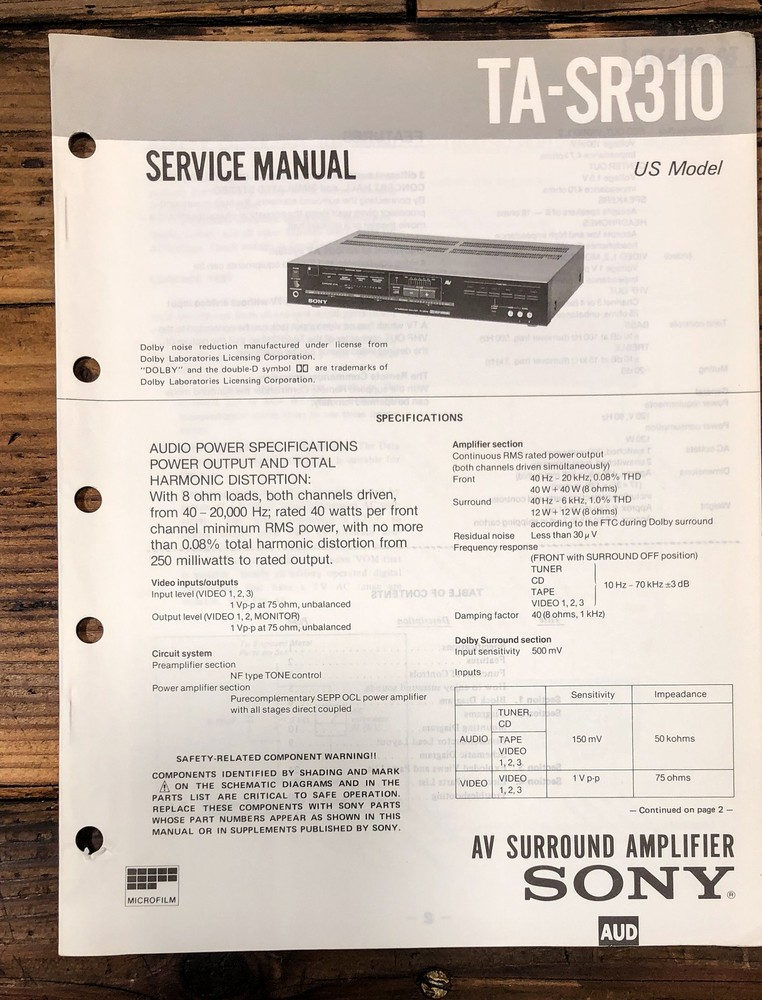 TA-SR310
SERVICE MANUAL
US Model
SONY
Dolby noise reduction manufactured under license from
Dolby Laboratories Licensing Corporation.
"DOLBY" and the double-D symbol are trademarks of
Dolby Laboratories Licensing Corporation.
SPECIFICATIONS
AUDIO POWER SPECIFICATIONS
POWER OUTPUT AND TOTAL
HARMONIC DISTORTION:
With 8 ohm loads, both channels driven,
from 40 – 20,000 Hz; rated 40 watts per front
channel minimum RMS power, with no more
than 0.08% total harmonic distortion from
250 milliwatts to rated output.
Video inputs/outputs
Input level (VIDEO 1, 2, 3)
1 Vp-p at 75 ohm, unbalanced
Output level (VIDEO 1, 2, MONITOR)
1 Vp-p at 75 ohm, unbalanced
Circuit system
Preamplifier section
NF type TONE control
Power amplifier section
Purecomplementary SEPP OCL power amplifier
with all stages direct coupled
SAFETY-RELATED COMPONENT WARNING!!
COMPONENTS IDENTIFIED BY SHADING AND MARK
⚠ ON THE SCHEMATIC DIAGRAMS AND IN THE
PARTS LIST ARE CRITICAL TO SAFE OPERATION.
REPLACE THESE COMPONENTS WITH SONY PARTS
WHOSE PART NUMBERS APPEAR AS SHOWN IN THIS
MANUAL OR IN SUPPLEMENTS PUBLISHED BY SONY.
MICROFILM
Amplifier section
Continuous RMS rated power output
(both channels driven simultaneously)
Front 40 Hz – 20 kHz, 0.08% THD
40 W + 40 W (8 ohms)
Surround 40 Hz – 6 kHz, 1.0% THD
12 W + 12 W (8 ohms)
according to the FTC during Dolby surround
Residual noise Less than 30 μV
Frequency response
(FRONT with SURROUND OFF position)
TUNER
CD
TAPE
VIDEO 1, 2, 3
10 Hz – 70 kHz ±3 dB
Damping factor 40 (8 ohms, 1 kHz)
Dolby Surround section
Input sensitivity 500 mV
Inputs
Sensitivity Impeadance
AUDIO TUNER, CD
TAPE VIDEO 1, 2, 3
150 mV 50 kohms
VIDEO VIDEO 1, 2, 3 1 V p-p 75 ohms
— Continued on page 2 —
AV SURROUND AMPLIFIER
SONY®
AUD